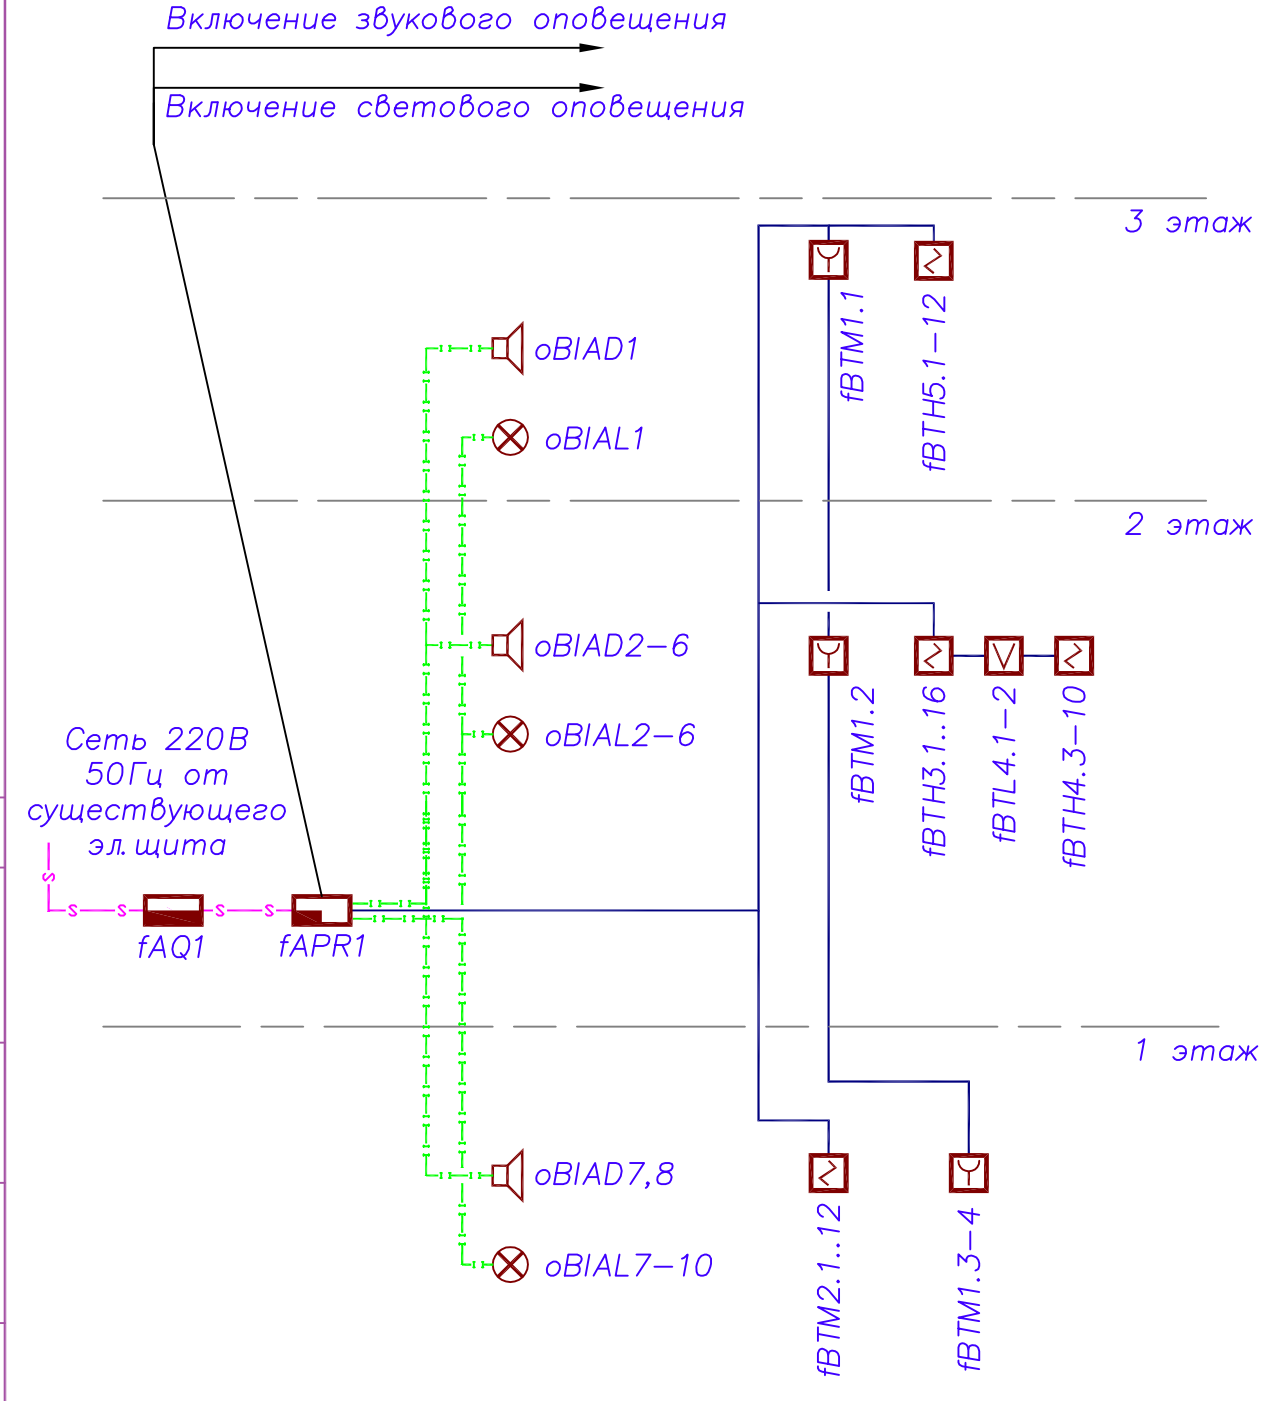 Включение звукового оповещения
Включение светового оповещения
3 этаж
fBTM1.1
fBTH5.1-12
oBIAD1
oBIAL1
2 этаж
oBIAD2-6
oBIAL2-6
fBTM1.2
fBTH3.1..16
fBTL4.1-2
fBTH4.3-10
Сеть 220В
50Гц от
существующего
эл. щита
fAQ1
fAPR1
1 этаж
oBIAD7,8
oBIAL7-10
fBTM2.1..12
fBTM1.3-4